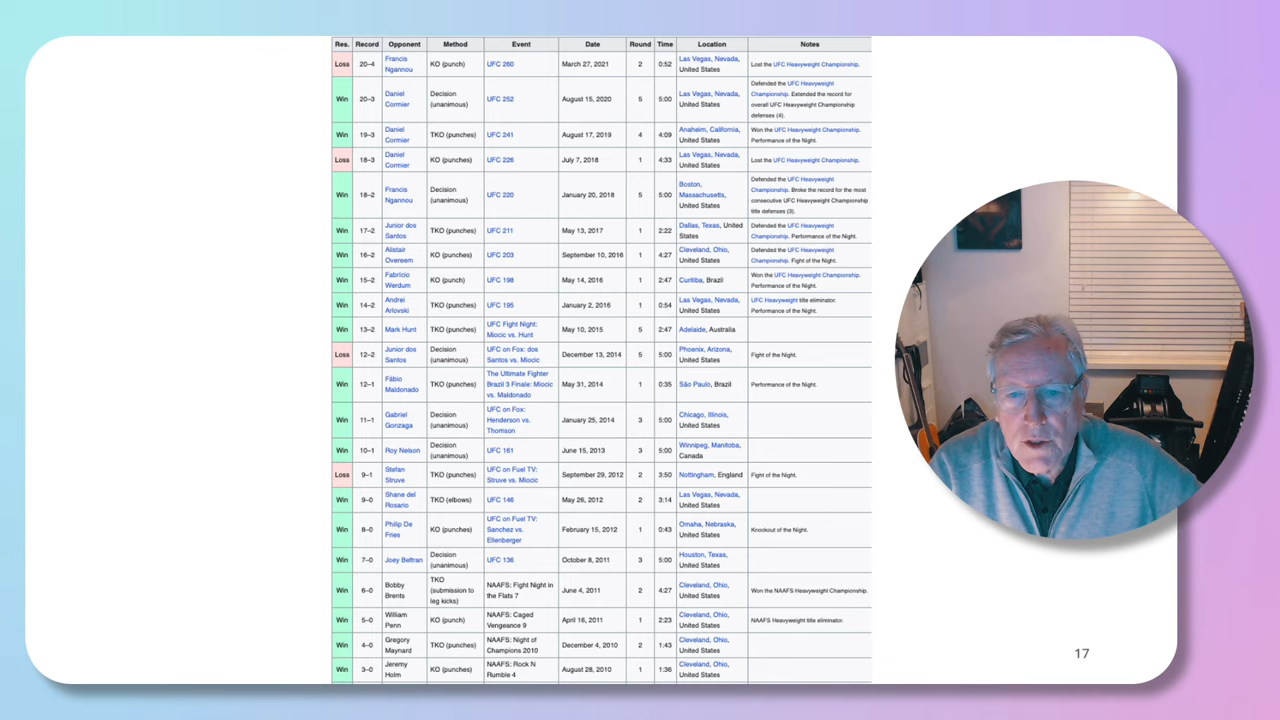 Res. Record Opponent Method Event Date Round Time Location Notes
Loss 20–4 Francis Ngannou KO (punch) UFC 260 March 27, 2021 2 0:52 Las Vegas, Nevada, United States Lost the UFC Heavyweight Championship.
Win 20–3 Daniel Cormier Decision (unanimous) UFC 252 August 15, 2020 5 5:00 Las Vegas, Nevada, United States Defended the UFC Heavyweight Championship. Extended the record for overall UFC Heavyweight Championship defenses (4).
Win 19–3 Daniel Cormier TKO (punches) UFC 241 August 17, 2019 4 4:09 Anaheim, California, United States Won the UFC Heavyweight Championship. Performance of the Night.
Loss 18–3 Daniel Cormier KO (punches) UFC 226 July 7, 2018 1 4:33 Las Vegas, Nevada, United States Lost the UFC Heavyweight Championship.
Win 18–2 Francis Ngannou Decision (unanimous) UFC 220 January 20, 2018 5 5:00 Boston, Massachusetts, United States Defended the UFC Heavyweight Championship. Broke the record for the most consecutive UFC Heavyweight Championship title defenses (3).
Win 17–2 Junior dos Santos TKO (punches) UFC 211 May 13, 2017 1 2:22 Dallas, Texas, United States Defended the UFC Heavyweight Championship. Performance of the Night.
Win 16–2 Alistair Overeem KO (punches) UFC 203 September 10, 2016 1 4:27 Cleveland, Ohio, United States Defended the UFC Heavyweight Championship. Fight of the Night.
Win 15–2 Fabrício Werdum KO (punch) UFC 198 May 14, 2016 1 2:47 Curitiba, Brazil Won the UFC Heavyweight Championship. Performance of the Night.
Win 14–2 Andrei Arlovski TKO (punches) UFC 195 January 2, 2016 1 0:54 Las Vegas, Nevada, United States UFC Heavyweight title eliminator. Performance of the Night.
Win 13–2 Mark Hunt TKO (punches) UFC Fight Night: Miocic vs. Hunt May 10, 2015 5 2:47 Adelaide, Australia
Loss 12–2 Junior dos Santos Decision (unanimous) UFC on Fox: dos Santos vs. Miocic December 13, 2014 5 5:00 Phoenix, Arizona, United States Fight of the Night.
Win 12–1 Fábio Maldonado TKO (punches) The Ultimate Fighter Brazil 3 Finale: Miocic vs. Maldonado May 31, 2014 1 0:35 São Paulo, Brazil Performance of the Night.
Win 11–1 Gabriel Gonzaga Decision (unanimous) UFC on Fox: Henderson vs. Thomson January 25, 2014 3 5:00 Chicago, Illinois, United States
Win 10–1 Roy Nelson Decision (unanimous) UFC 161 June 15, 2013 3 5:00 Winnipeg, Manitoba, Canada
Loss 9–1 Stefan Struve TKO (punches) UFC on Fuel TV: Struve vs. Miocic September 29, 2012 2 3:50 Nottingham, England Fight of the Night.
Win 9–0 Shane del Rosario TKO (elbows) UFC 146 May 26, 2012 2 3:14 Las Vegas, Nevada, United States
Win 8–0 Philip De Fries KO (punches) UFC on Fuel TV: Sanchez vs. Ellenberger February 15, 2012 1 0:43 Omaha, Nebraska, United States Knockout of the Night.
Win 7–0 Joey Beltran Decision (unanimous) UFC 136 October 8, 2011 3 5:00 Houston, Texas, United States
Win 6–0 Bobby Brents TKO (submission to leg kicks) NAAFS: Fight Night in the Flats 7 June 4, 2011 2 4:27 Cleveland, Ohio, United States Won the NAAFS Heavyweight Championship.
Win 5–0 William Penn KO (punch) NAAFS: Caged Vengeance 9 April 16, 2011 1 2:23 Cleveland, Ohio, United States NAAFS Heavyweight title eliminator.
Win 4–0 Gregory Maynard TKO (punches) NAAFS: Night of Champions 2010 December 4, 2010 2 1:43 Cleveland, Ohio, United States
Win 3–0 Jeremy Holm KO (punches) NAAFS: Rock N Rumble 4 August 28, 2010 1 1:36 Cleveland, Ohio, United States
17